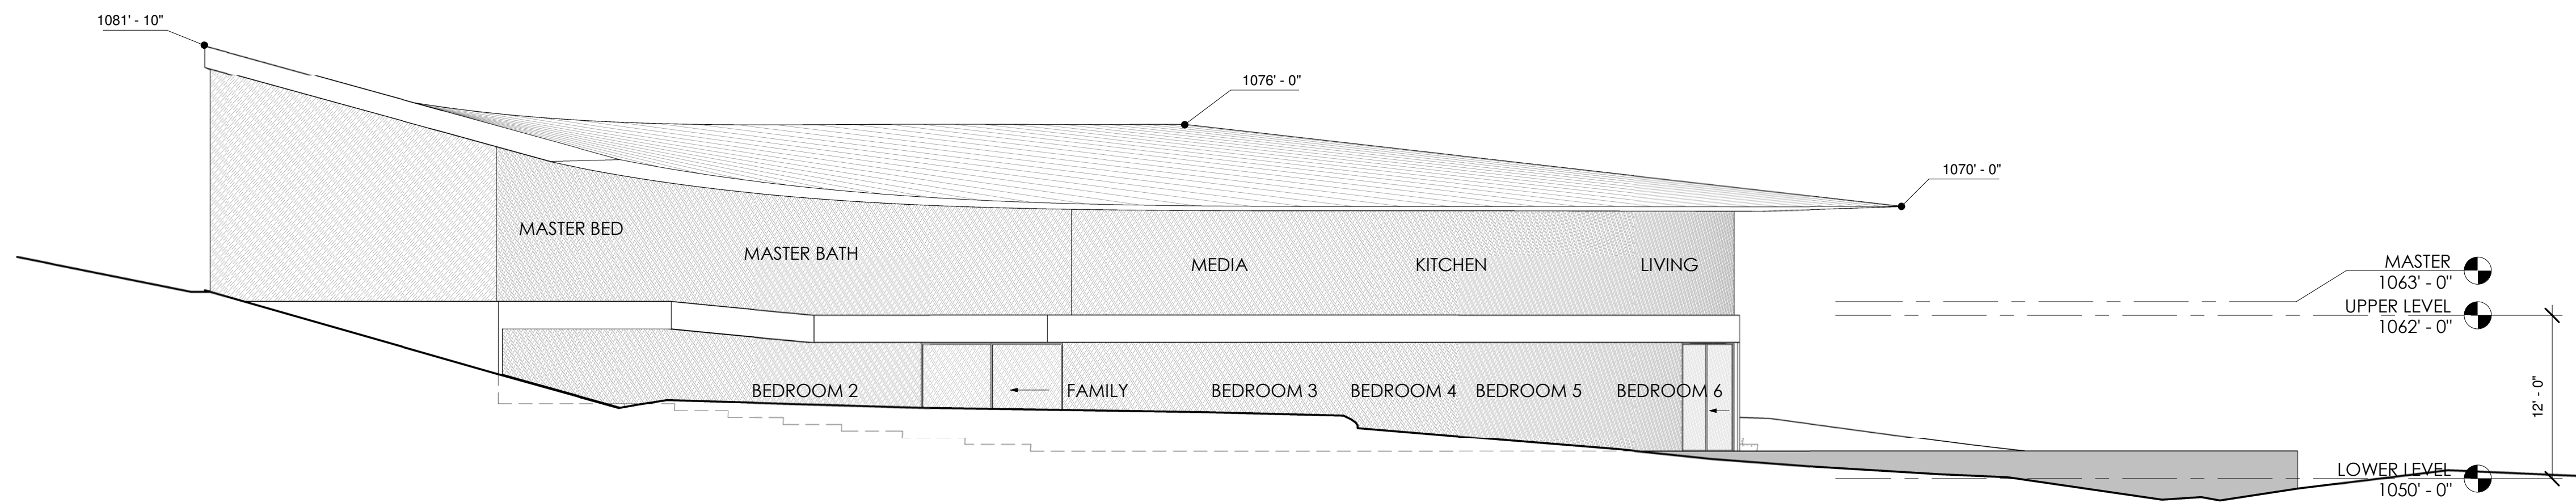 1081' - 10"
1076' - 0"
1070' - 0"
MASTER BED
MASTER BATH
MEDIA
KITCHEN
LIVING
MASTER
1063' - 0"
UPPER LEVEL
1062' - 0"
BEDROOM 2
FAMILY
BEDROOM 3
BEDROOM 4
BEDROOM 5
BEDROOM 6
12' - 0"
LOWER LEVEL
1050' - 0"